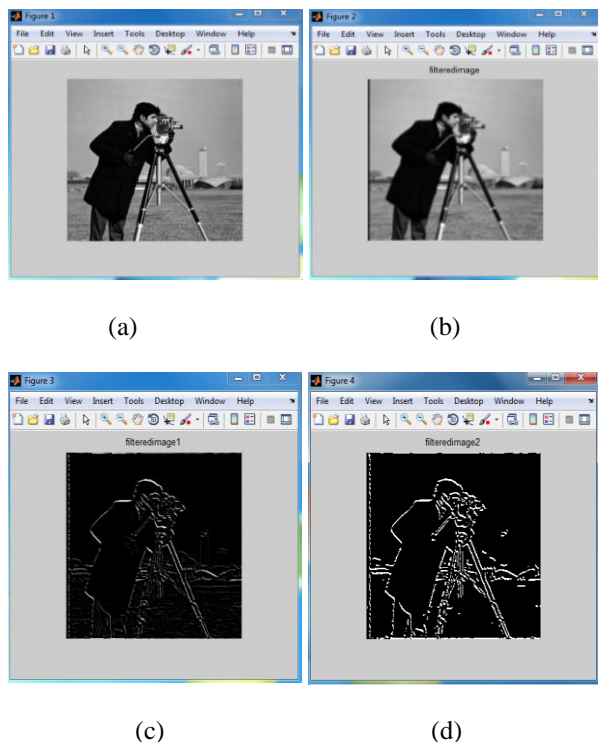 Figure 1
File Edit View Insert Tools Desktop Window Help
Figure 2
File Edit View Insert Tools Desktop Window Help
filteredimage
(a)
(b)
Figure 3
File Edit View Insert Tools Desktop Window Help
filteredimage1
Figure 4
File Edit View Insert Tools Desktop Window Help
filteredimage2
(c)
(d)